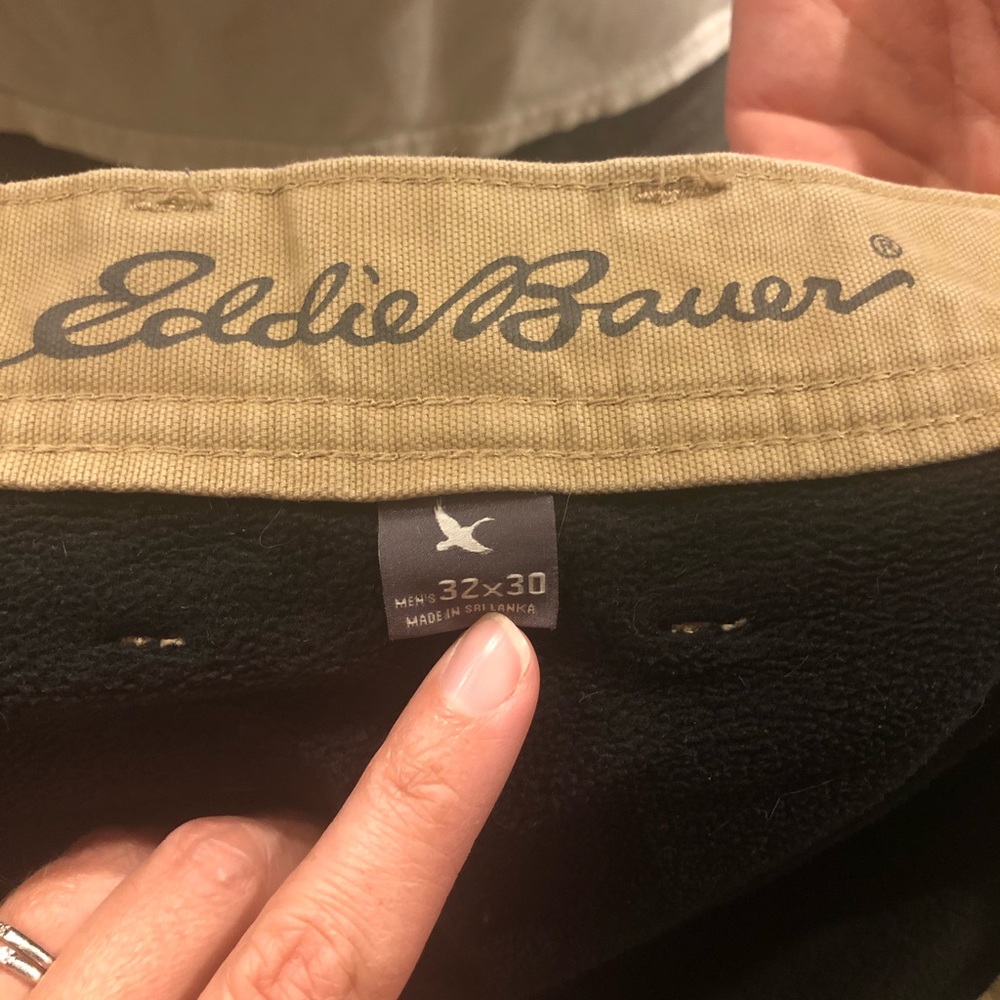 Eddie Bauer®
MEN'S 32x30
MADE IN SRI LANKA